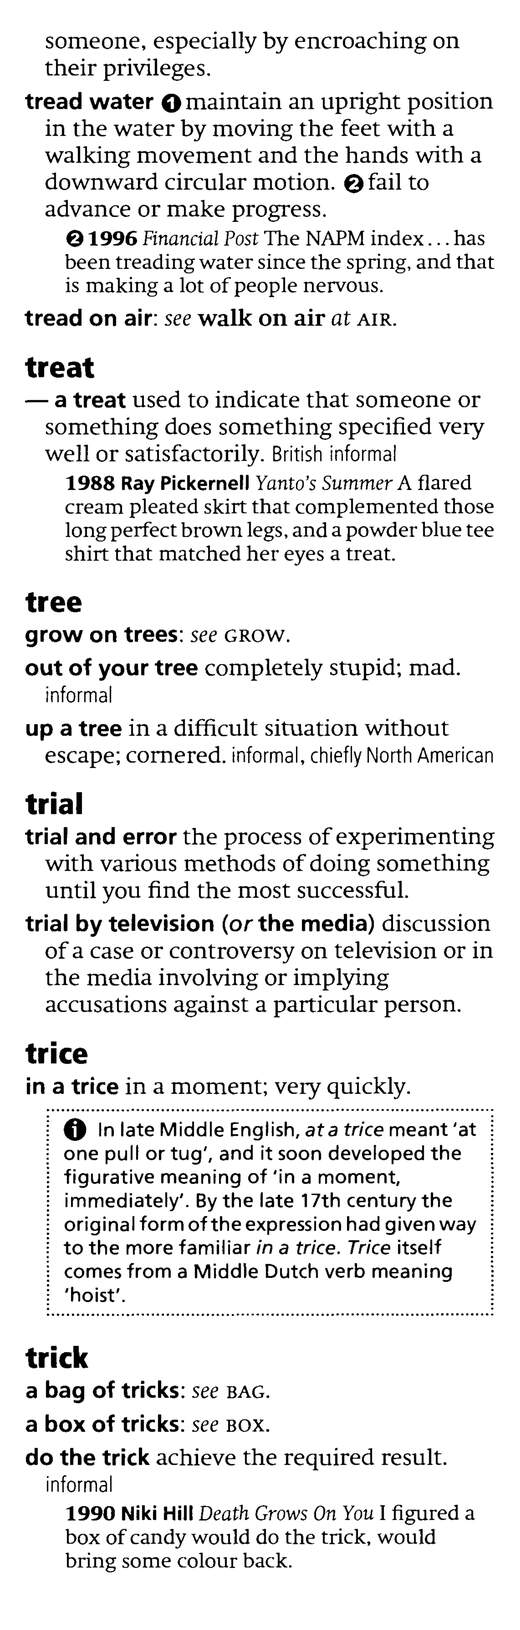 someone, especially by encroaching on
their privileges.
tread water ❶ maintain an upright position
in the water by moving the feet with a
walking movement and the hands with a
downward circular motion. ❷ fail to
advance or make progress.
❷ 1996 Financial Post The NAPM index . . . has
been treading water since the spring, and that
is making a lot of people nervous.
tread on air: see walk on air at AIR.
treat
— a treat used to indicate that someone or
something does something specified very
well or satisfactorily. British informal
1988 Ray Pickernell Yanto's Summer A flared
cream pleated skirt that complemented those
long perfect brown legs, and a powder blue tee
shirt that matched her eyes a treat.
tree
grow on trees: see GROW.
out of your tree completely stupid; mad.
informal
up a tree in a difficult situation without
escape; cornered. informal, chiefly North American
trial
trial and error the process of experimenting
with various methods of doing something
until you find the most successful.
trial by television (or the media) discussion
of a case or controversy on television or in
the media involving or implying
accusations against a particular person.
trice
in a trice in a moment; very quickly.
ℹ In late Middle English, at a trice meant 'at
one pull or tug', and it soon developed the
figurative meaning of 'in a moment,
immediately'. By the late 17th century the
original form of the expression had given way
to the more familiar in a trice. Trice itself
comes from a Middle Dutch verb meaning
'hoist'.
trick
a bag of tricks: see BAG.
a box of tricks: see BOX.
do the trick achieve the required result.
informal
1990 Niki Hill Death Grows On You I figured a
box of candy would do the trick, would
bring some colour back.